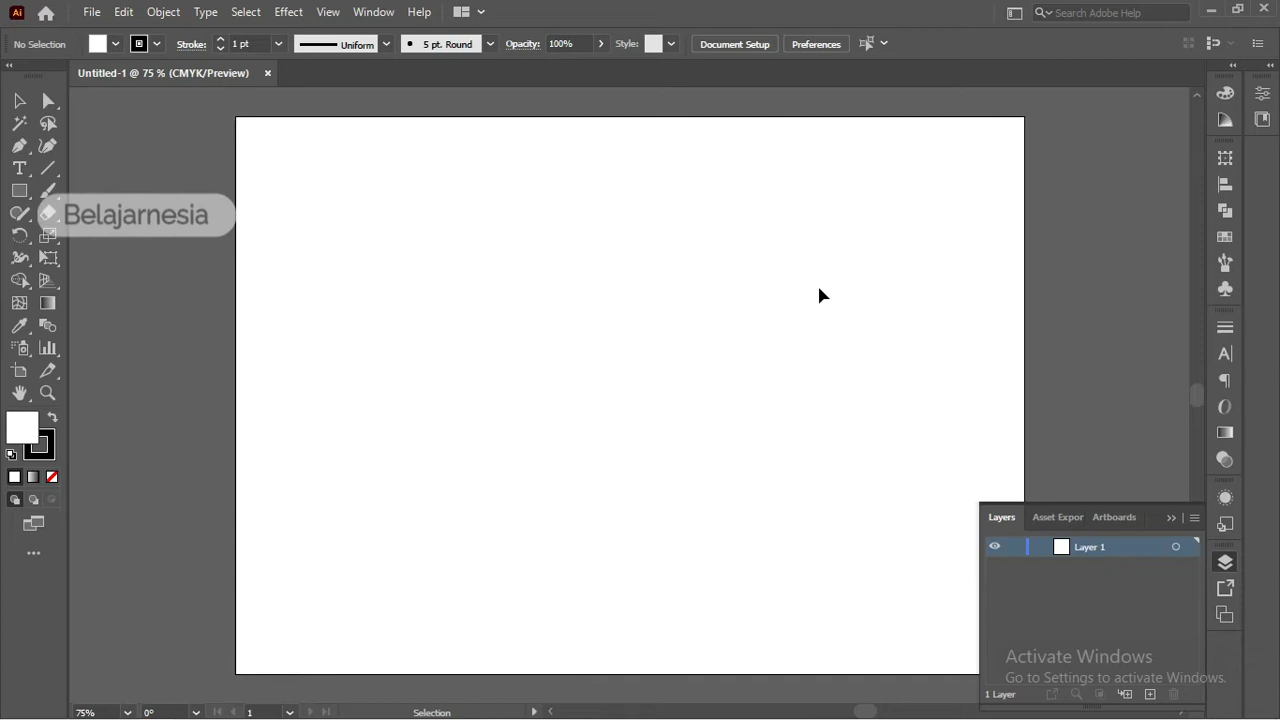 Ai File Edit Object Type Select Effect View Window Help Search Adobe Help
No Selection Stroke: 1 pt Uniform 5 pt. Round Opacity: 100% Style: Document Setup Preferences
Untitled-1 @ 75 % (CMYK/Preview) ×
Belajarnesia
Layers Asset Expor Artboards
Layer 1
Activate Windows
Go to Settings to activate Windows.
1 Layer
75% 0° 1 Selection